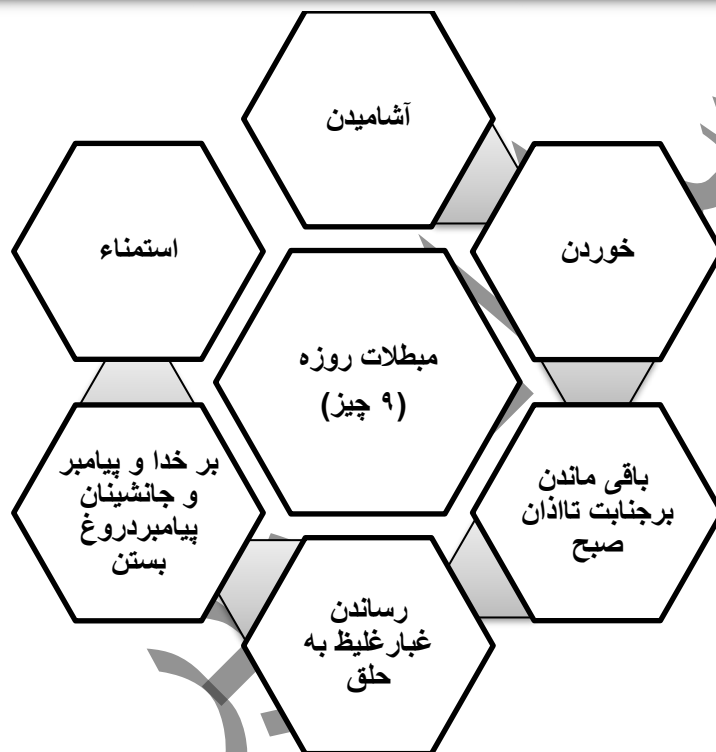 آشامیدن
خوردن
باقی ماندن
برجنابت تااذان
صبح
رساندن
غبارغلیظ به
حلق
بر خدا و پیامبر
و جانشینان
پیامبردروغ
بستن
استمناء
مبطلات روزه
(۹ چیز)